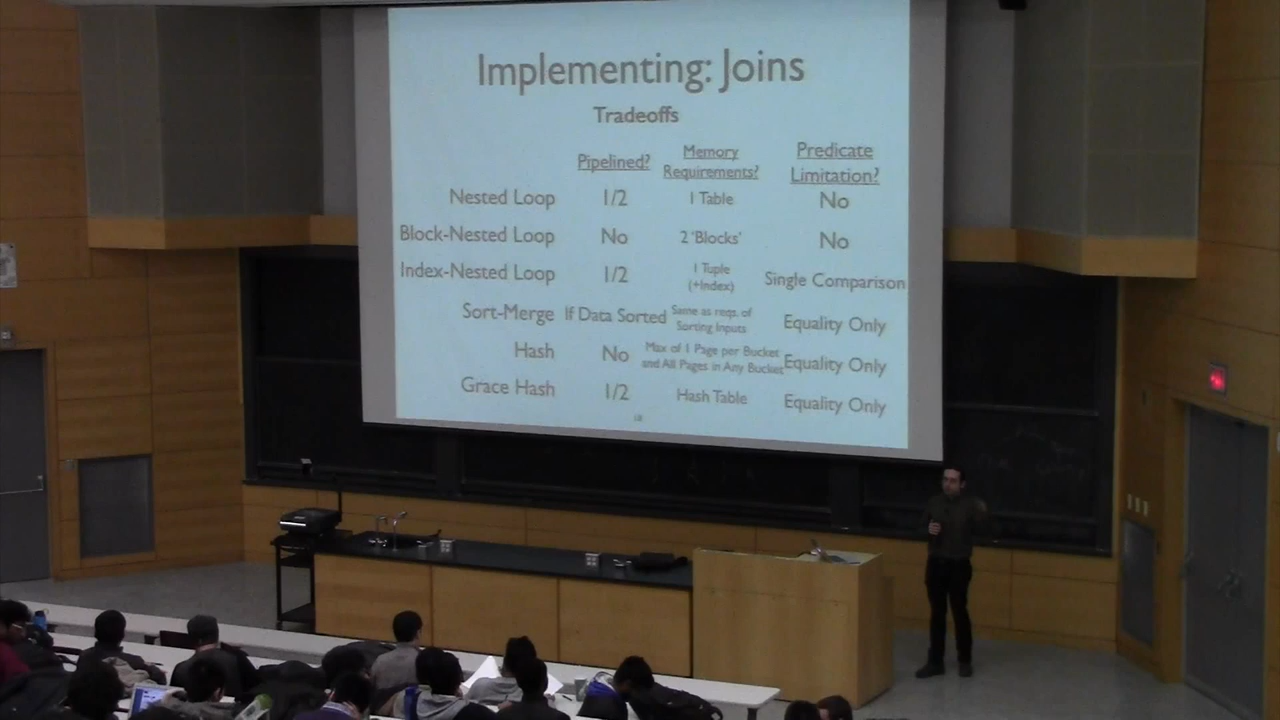 Implementing: Joins
Tradeoffs
Pipelined? Memory Requirements? Predicate Limitation?
Nested Loop 1/2 1 Table No
Block-Nested Loop No 2 'Blocks' No
Index-Nested Loop 1/2 1 Tuple (+Index) Single Comparison
Sort-Merge If Data Sorted Same as reqs. of Sorting Inputs Equality Only
Hash No Max of 1 Page per Bucket and All Pages in Any Bucket Equality Only
Grace Hash 1/2 Hash Table Equality Only